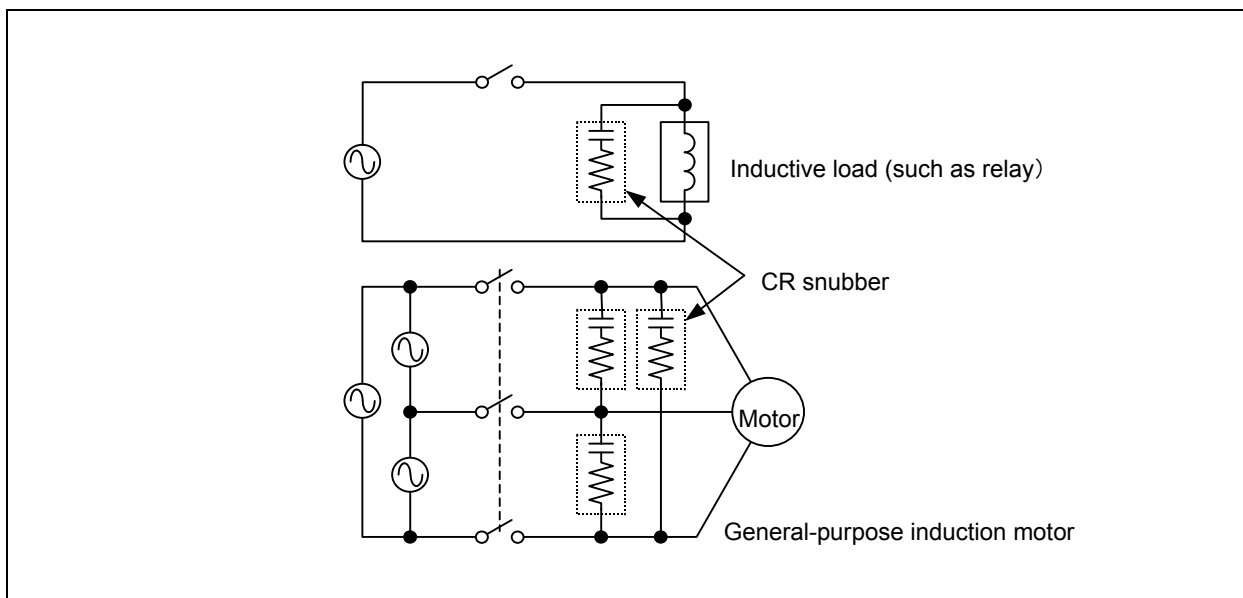 Inductive load (such as relay）
CR snubber
Motor
General-purpose induction motor